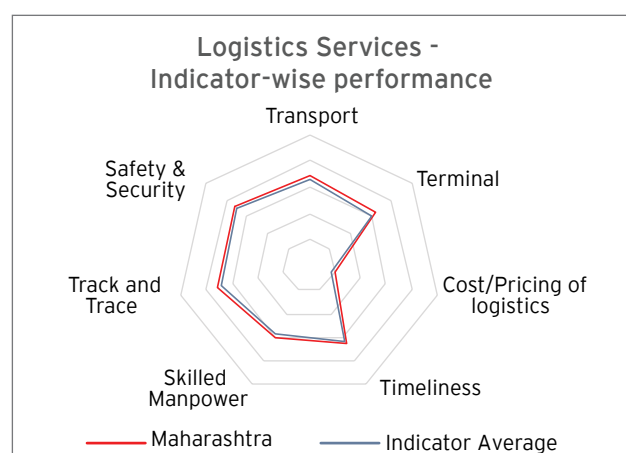 Logistics Services -
Indicator-wise performance
Transport
Terminal
Cost/Pricing of
logistics
Timeliness
Skilled
Manpower
Track and
Trace
Safety &
Security
Maharashtra
Indicator Average